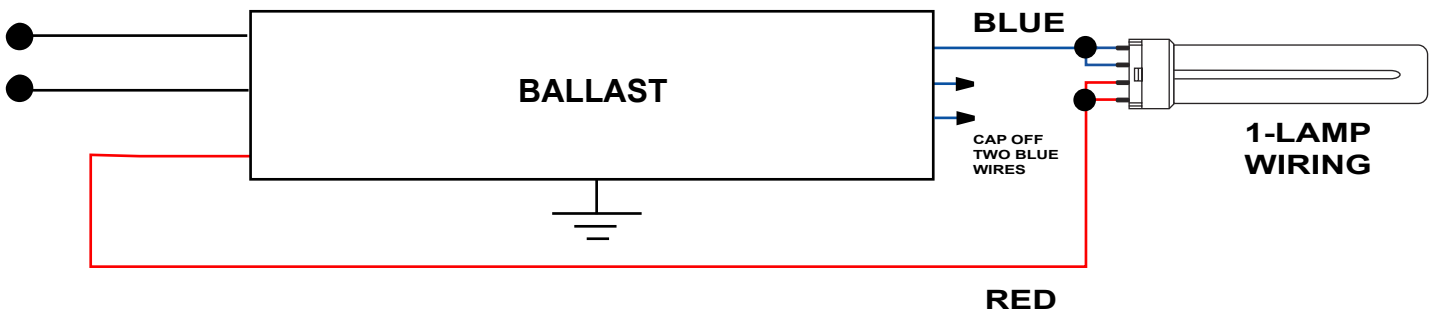 BLUE
BALLAST
CAP OFF
TWO BLUE
WIRES
1-LAMP
WIRING
RED